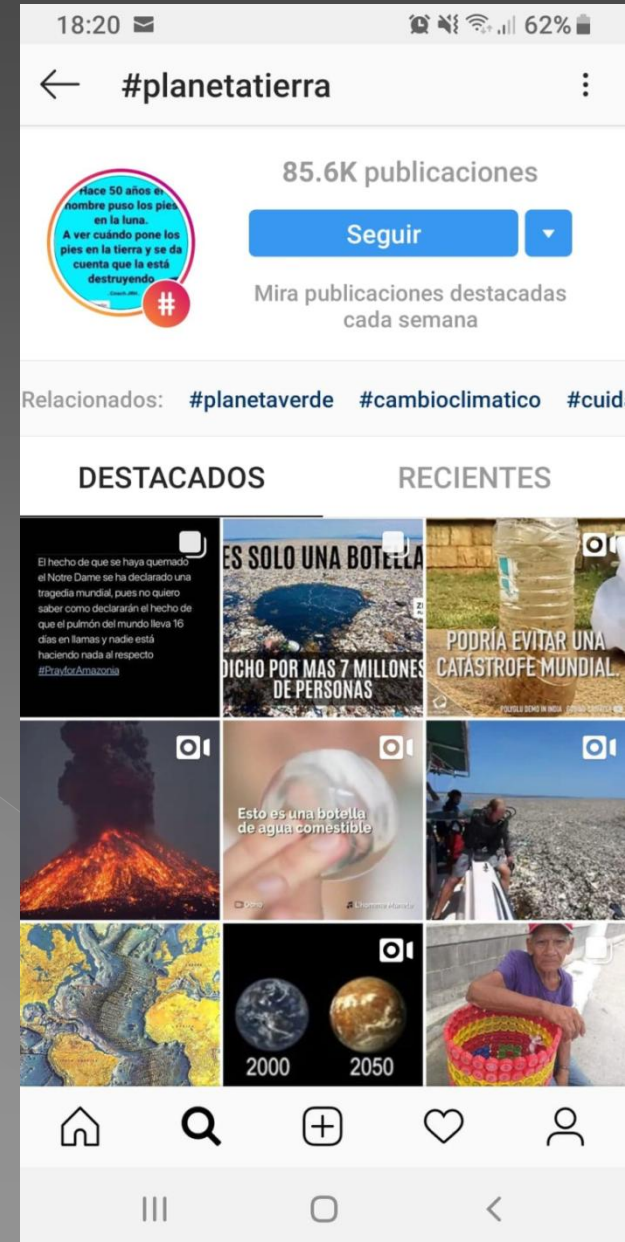 18:20
62%
#planetatierra
Hace 50 años el
hombre puso los pies
en la luna.
A ver cuándo pone los
pies en la tierra y se da
cuenta que la está
destruyendo
#
85.6K publicaciones
Seguir
Mira publicaciones destacadas
cada semana
Relacionados: #planetaverde #cambioclimatico #cuid
DESTACADOS
RECIENTES
El hecho de que se haya quemado
el Notre Dame se ha declarado una
tragedia mundial, pues no quiero
saber como declararán el hecho de
que el pulmón del mundo lleva 16
días en llamas y nadie está
haciendo nada al respecto
#PrayforAmazonia
ES SOLO UNA BOTELLA
DICHO POR MAS 7 MILLONES
DE PERSONAS
PODRÍA EVITAR UNA
CATÁSTROFE MUNDIAL.
Esto es una botella
de agua comestible
2000
2050